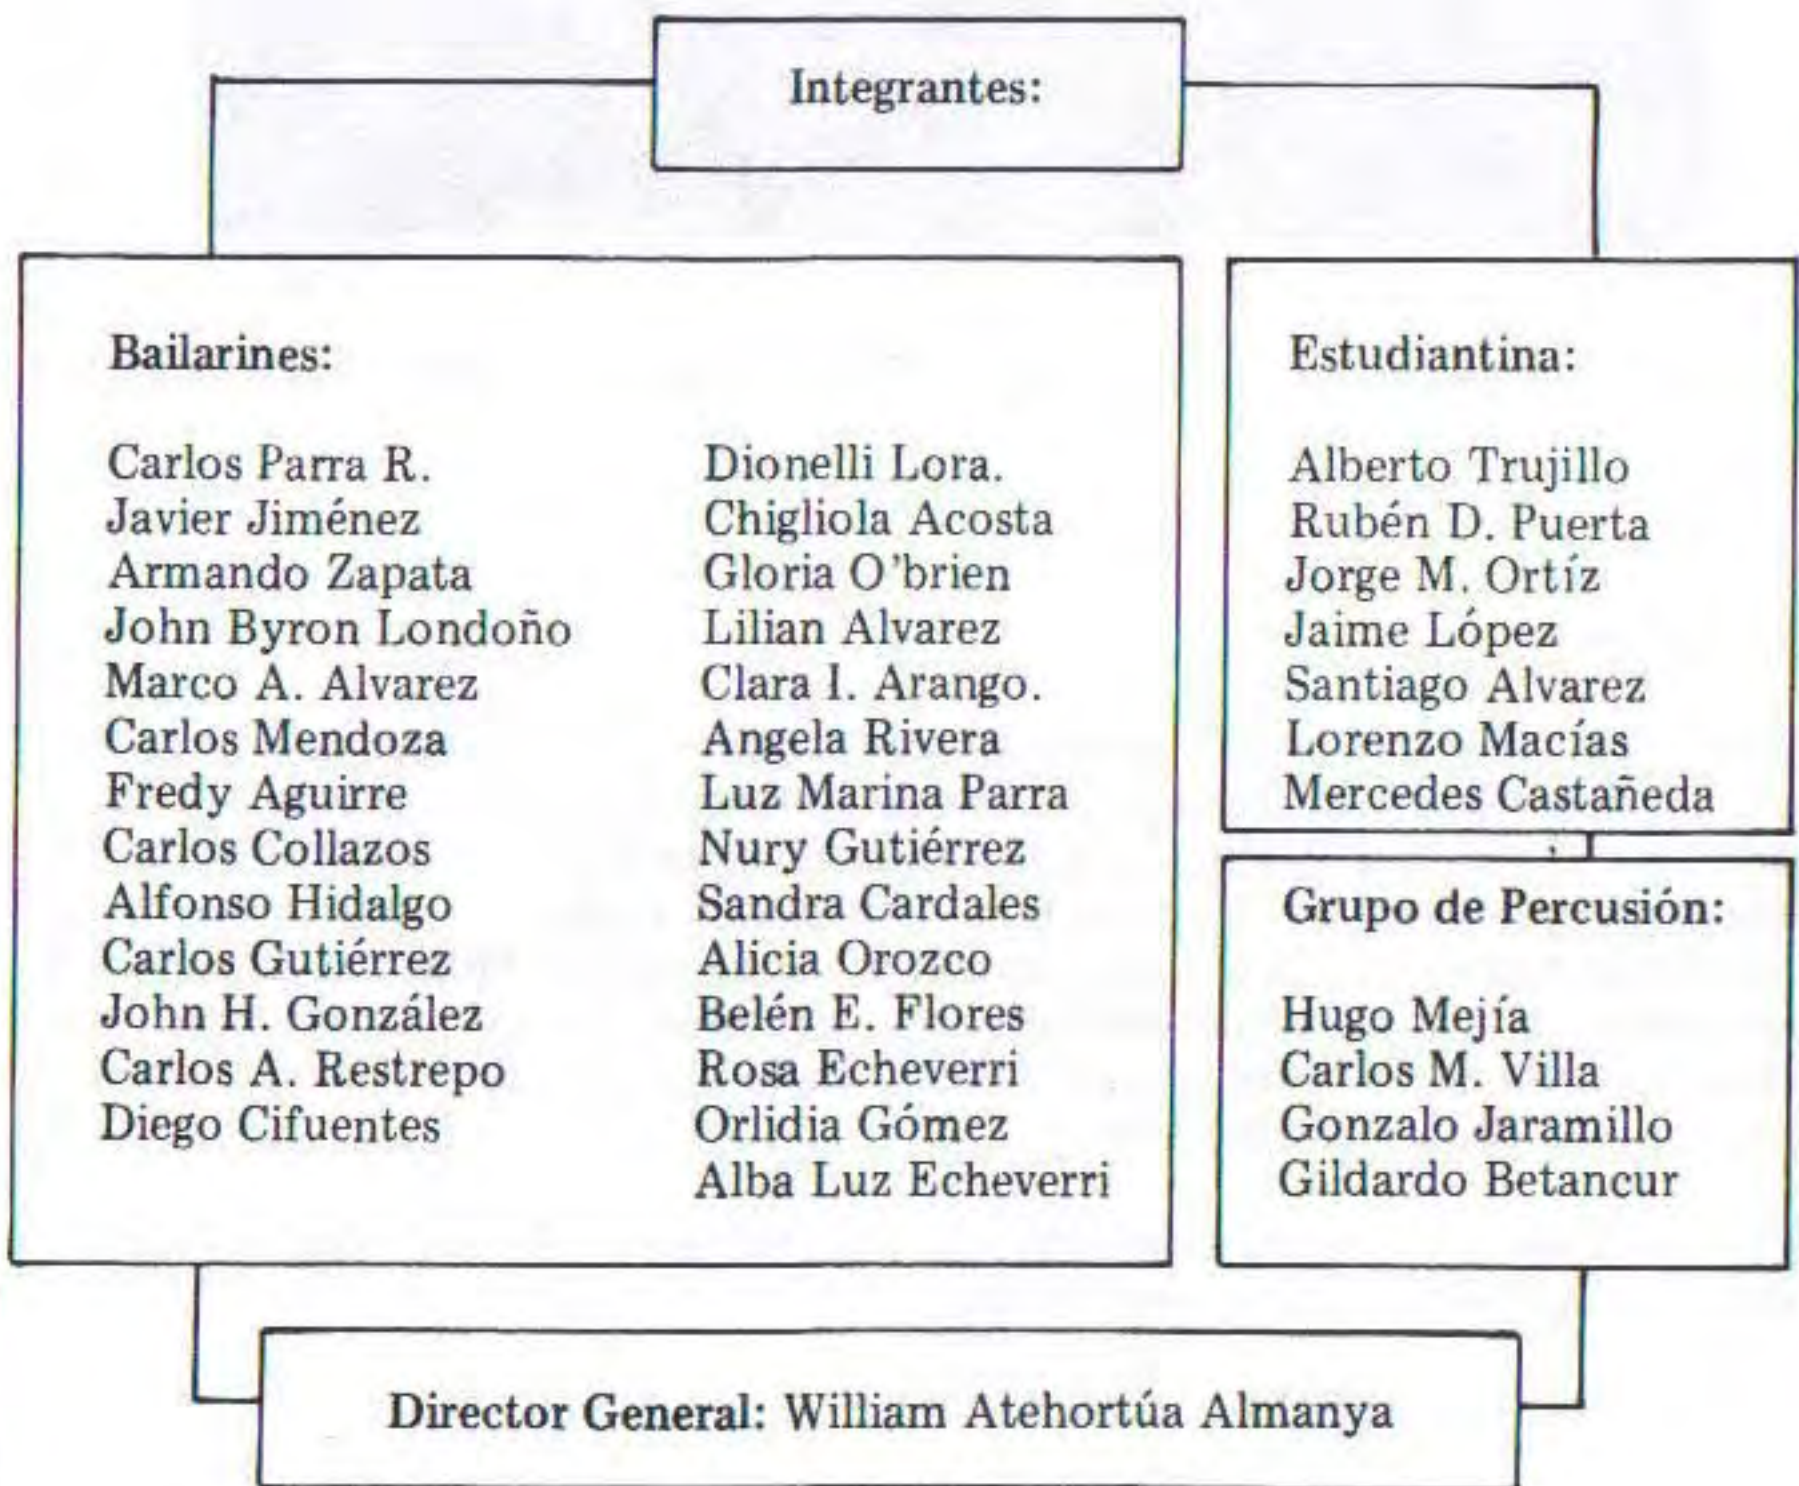 Integrantes:
Bailarines:
Carlos Parra R.
Javier Jiménez
Armando Zapata
John Byron Londoño
Marco A. Alvarez
Carlos Mendoza
Fredy Aguirre
Carlos Collazos
Alfonso Hidalgo
Carlos Gutiérrez
John H. González
Carlos A. Restrepo
Diego Cifuentes
Dionelli Lora.
Chigliola Acosta
Gloria O'brien
Lilian Alvarez
Clara I. Arango.
Angela Rivera
Luz Marina Parra
Nury Gutiérrez
Sandra Cardales
Alicia Orozco
Belén E. Flores
Rosa Echeverri
Orlidia Gómez
Alba Luz Echeverri
Estudiantina:
Alberto Trujillo
Rubén D. Puerta
Jorge M. Ortíz
Jaime López
Santiago Alvarez
Lorenzo Macías
Mercedes Castañeda
Grupo de Percusión:
Hugo Mejía
Carlos M. Villa
Gonzalo Jaramillo
Gildardo Betancur
Director General: William Atehortúa Almanya